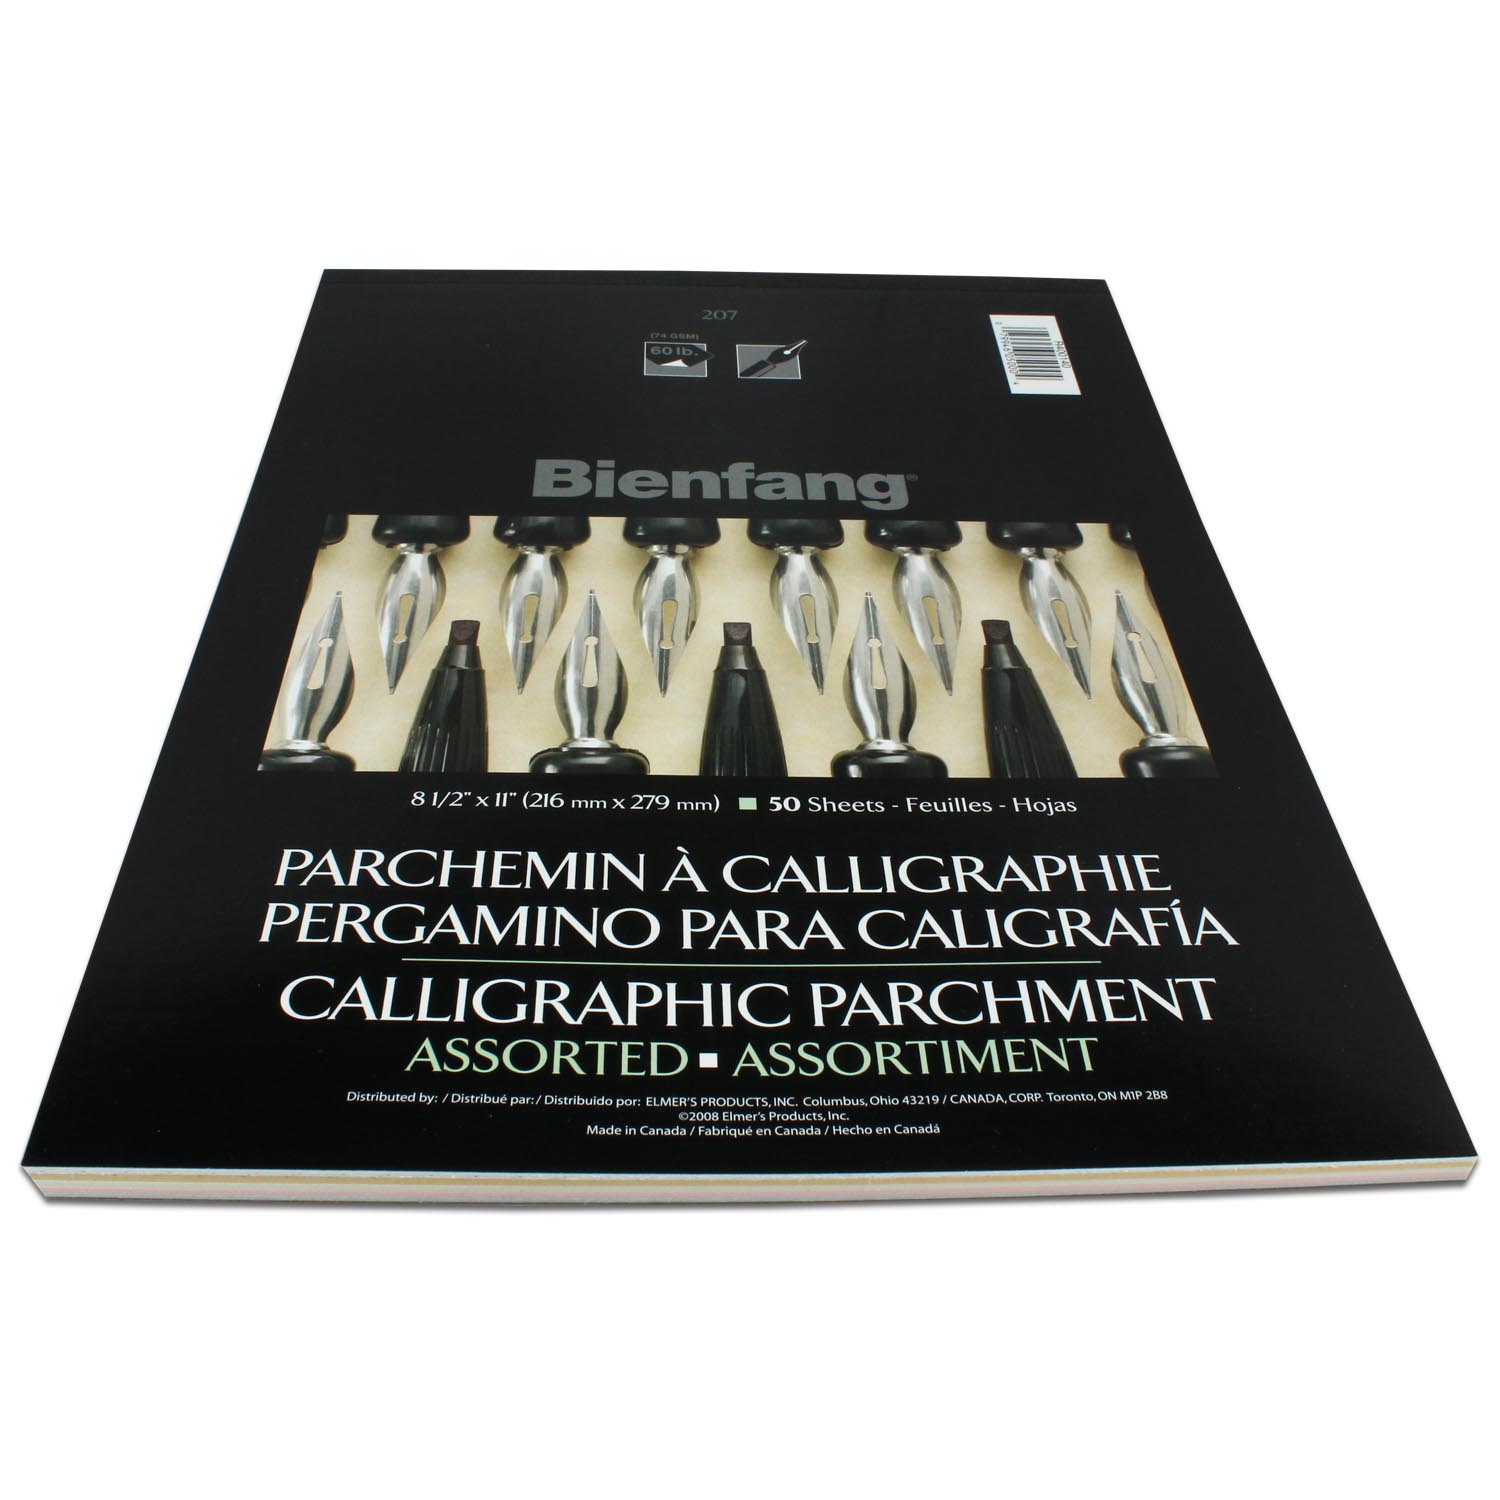 207
(74 GSM)
60 lb.
R400140
Bienfang®
8 1/2" x 11" (216 mm x 279 mm) ■ 50 Sheets - Feuilles - Hojas
PARCHEMIN À CALLIGRAPHIE
PERGAMINO PARA CALIGRAFÍA
CALLIGRAPHIC PARCHMENT
ASSORTED ▪ ASSORTIMENT
Distributed by: / Distribué par: / Distribuido por: ELMER'S PRODUCTS, INC. Columbus, Ohio 43219 / CANADA, CORP. Toronto, ON M1P 2B8
©2008 Elmer's Products, Inc.
Made in Canada / Fabriqué en Canada / Hecho en Canadá